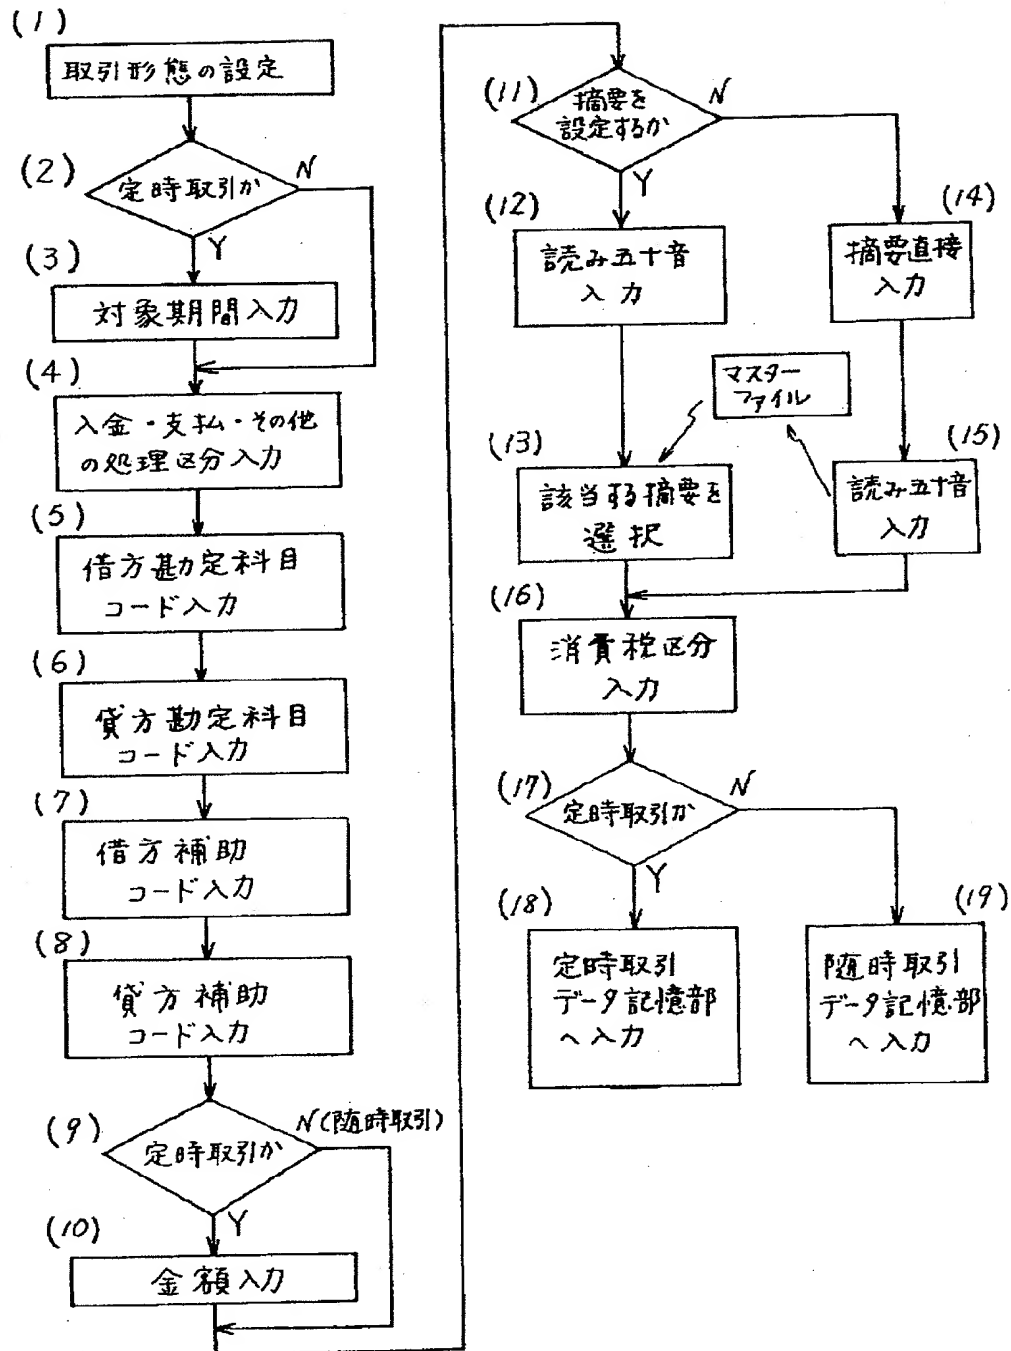 (1)
取引形態の設定
(2)
定時取引か
N
Y
(3)
対象期間入力
(4)
入金・支払・その他
の処理区分入力
(5)
借方勘定科目
コード入力
(6)
貸方勘定科目
コード入力
(7)
借方補助
コード入力
(8)
貸方補助
コード入力
(9)
定時取引か
N(随時取引)
Y
(10)
金額入力
(11)
摘要を
設定するか
N
Y
(12)
読み五十音
入力
(14)
摘要直接
入力
マスター
ファイル
(13)
該当する摘要を
選択
(15)
読み五十音
入力
(16)
消費税区分
入力
(17)
定時取引か
N
Y
(18)
定時取引
データ記憶部
へ入力
(19)
随時取引
データ記憶部
へ入力